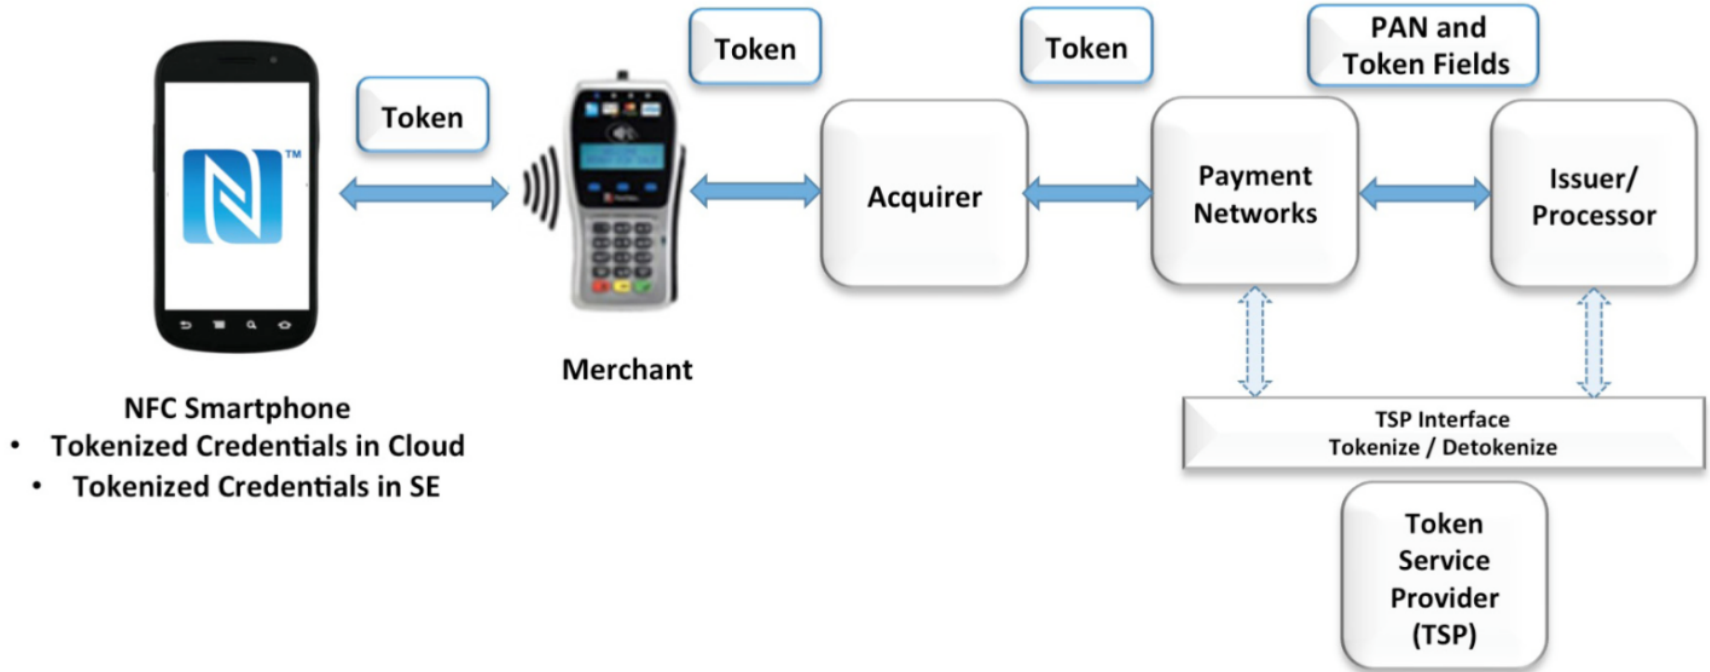 Token
Token
Token
PAN and
Token Fields
TM
Acquirer
Payment
Networks
Issuer/
Processor
Merchant
NFC Smartphone
• Tokenized Credentials in Cloud
• Tokenized Credentials in SE
TSP Interface
Tokenize / Detokenize
Token
Service
Provider
(TSP)